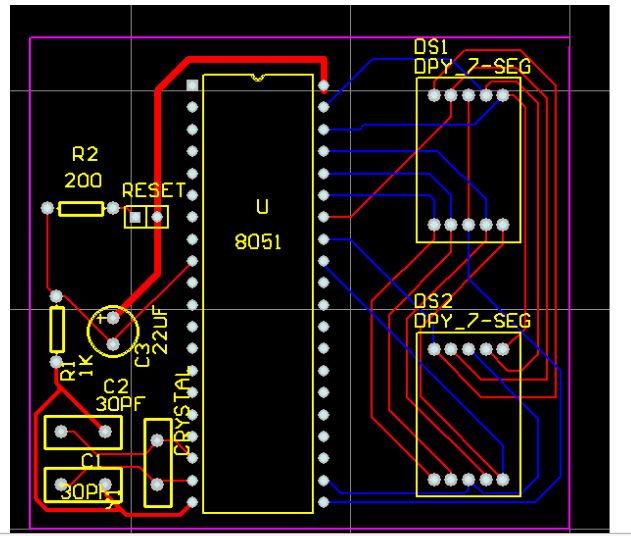 DS1
DPY_7-SEG
R2
200
RESET
U
8051
DS2
DPY_7-SEG
+
C3
22UF
R1
1K
C2
30PF
CRYSTAL
C1
30PF